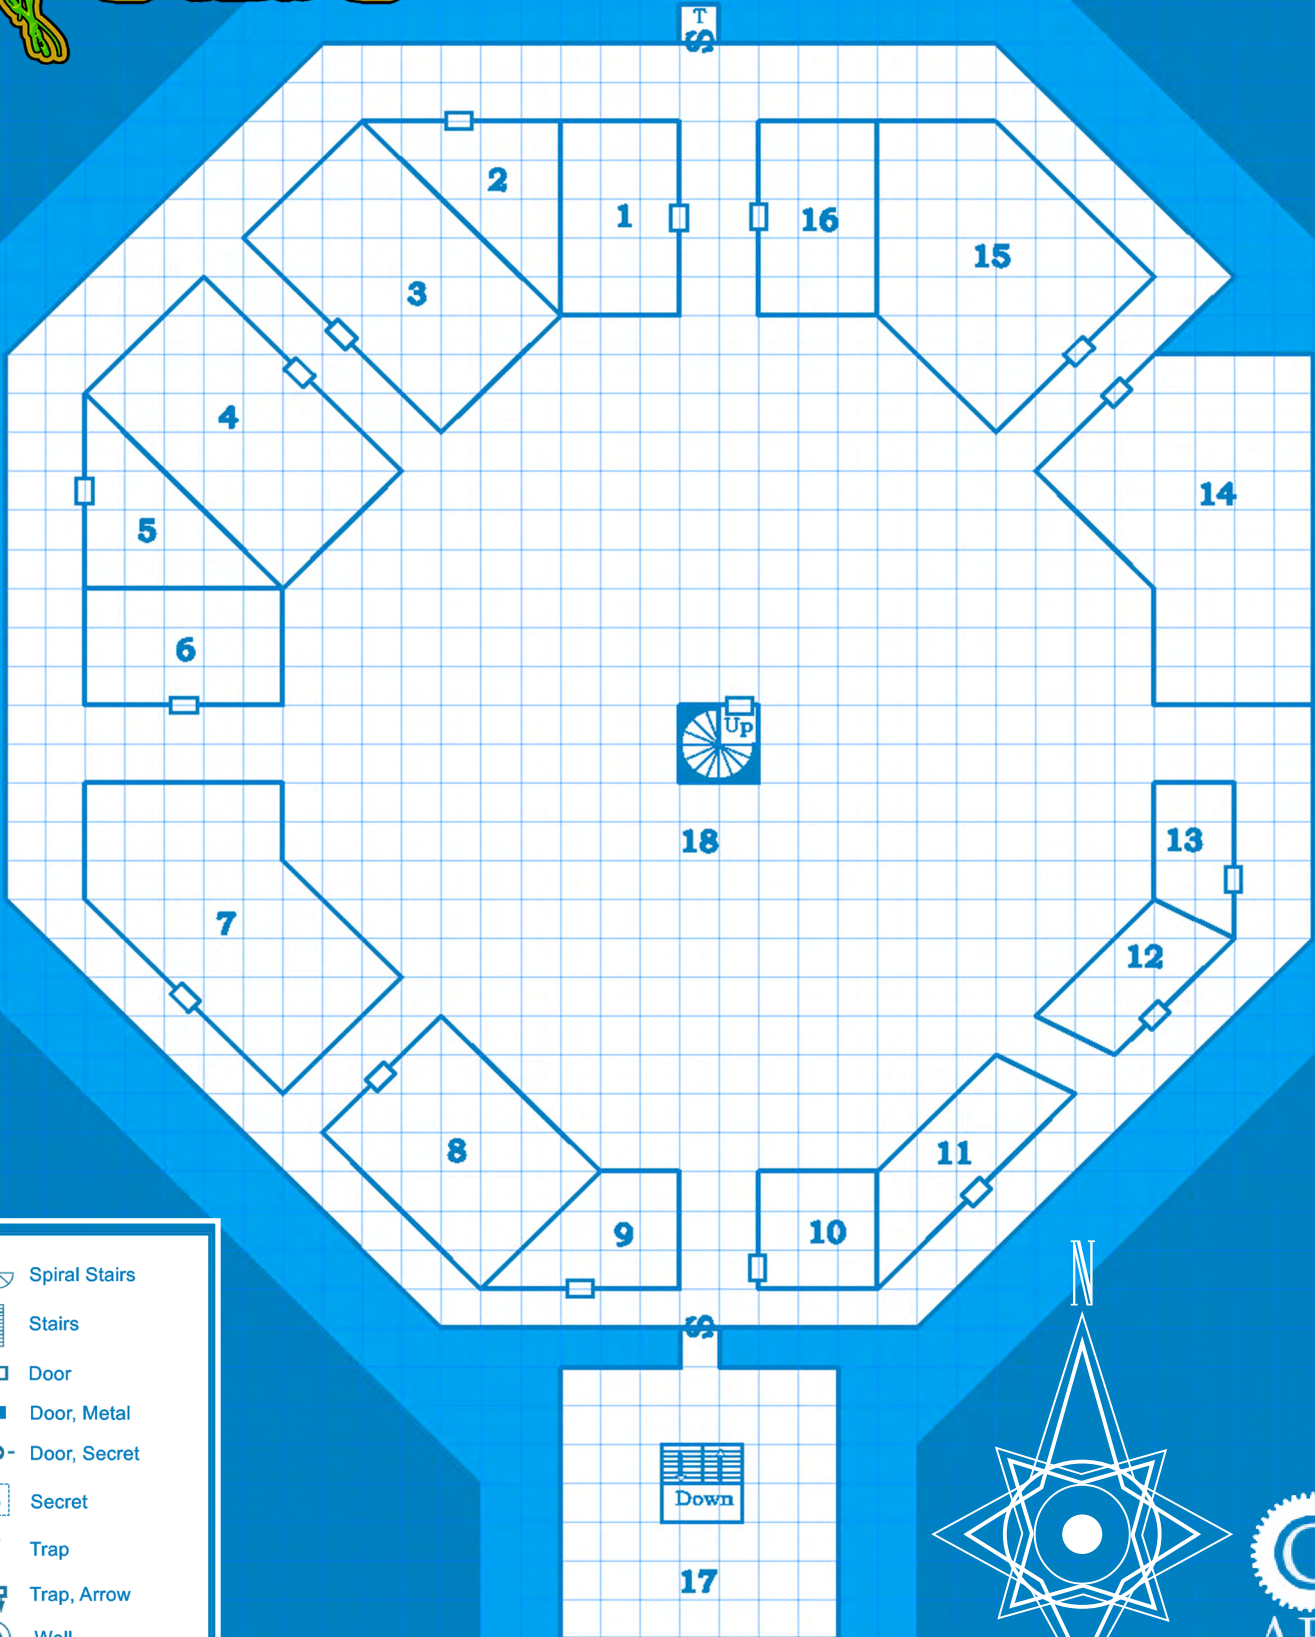 T
S
2
1
16
15
3
4
14
5
6
Up
18
13
7
12
8
11
9
10
N
S
Spiral Stairs
Stairs
Door
Door, Metal
Door, Secret
Down
Secret
Trap
17
Trap, Arrow